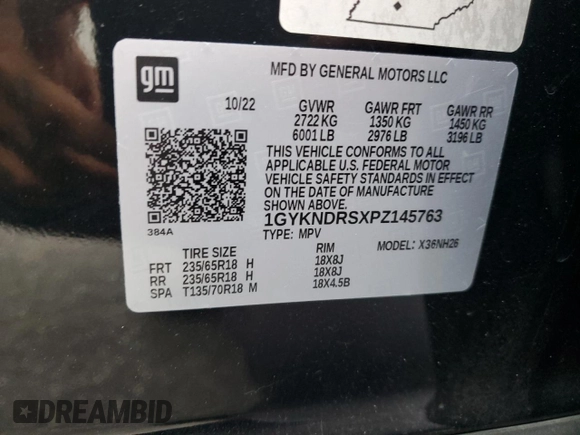 gm
MFD BY GENERAL MOTORS LLC
10/22 GVWR GAWR FRT GAWR RR
2722 KG 1350 KG 1450 KG
6001 LB 2976 LB 3196 LB
THIS VEHICLE CONFORMS TO ALL
APPLICABLE U.S. FEDERAL MOTOR
VEHICLE SAFETY STANDARDS IN EFFECT
ON THE DATE OF MANUFACTURE
SHOWN ABOVE.
384A
1GYKNDRSXPZ145763
TYPE: MPV MODEL: X36NH26
TIRE SIZE RIM
FRT 235/65R18 H 18X8J
RR 235/65R18 H 18X8J
SPA T135/70R18 M 18X4.5B
DREAMBID